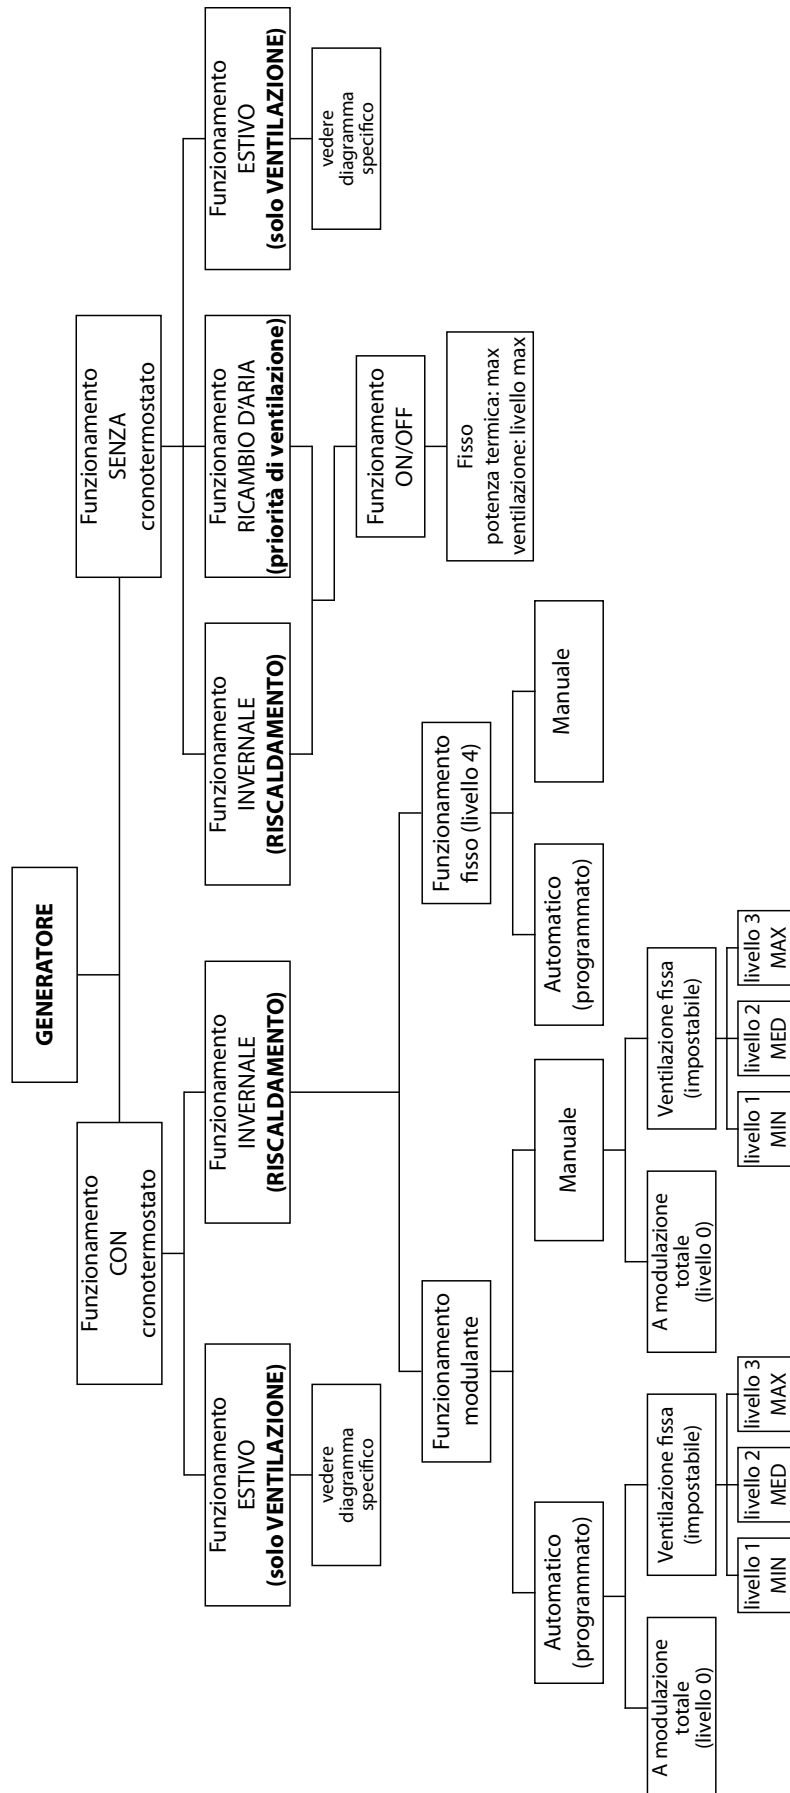 GENERATORE
Funzionamento
CON
cronotermostato
Funzionamento
SENZA
cronotermostato
Funzionamento
ESTIVO
(solo VENTILAZIONE)
Funzionamento
INVERNALE
(RISCALDAMENTO)
Funzionamento
INVERNALE
(RISCALDAMENTO)
Funzionamento
RICAMBIO D'ARIA
(priorità di ventilazione)
Funzionamento
ESTIVO
(solo VENTILAZIONE)
vedere
diagramma
specifico
vedere
diagramma
specifico
Funzionamento
ON/OFF
Funzionamento
modulante
Funzionamento
fisso (livello 4)
Fisso
potenza termica: max
ventilazione: livello max
Automatico
(programmato)
Manuale
Automatico
(programmato)
Manuale
A modulazione
totale
(livello 0)
Ventilazione fissa
(impostabile)
A modulazione
totale
(livello 0)
Ventilazione fissa
(impostabile)
livello 1
MIN
livello 2
MED
livello 3
MAX
livello 1
MIN
livello 2
MED
livello 3
MAX